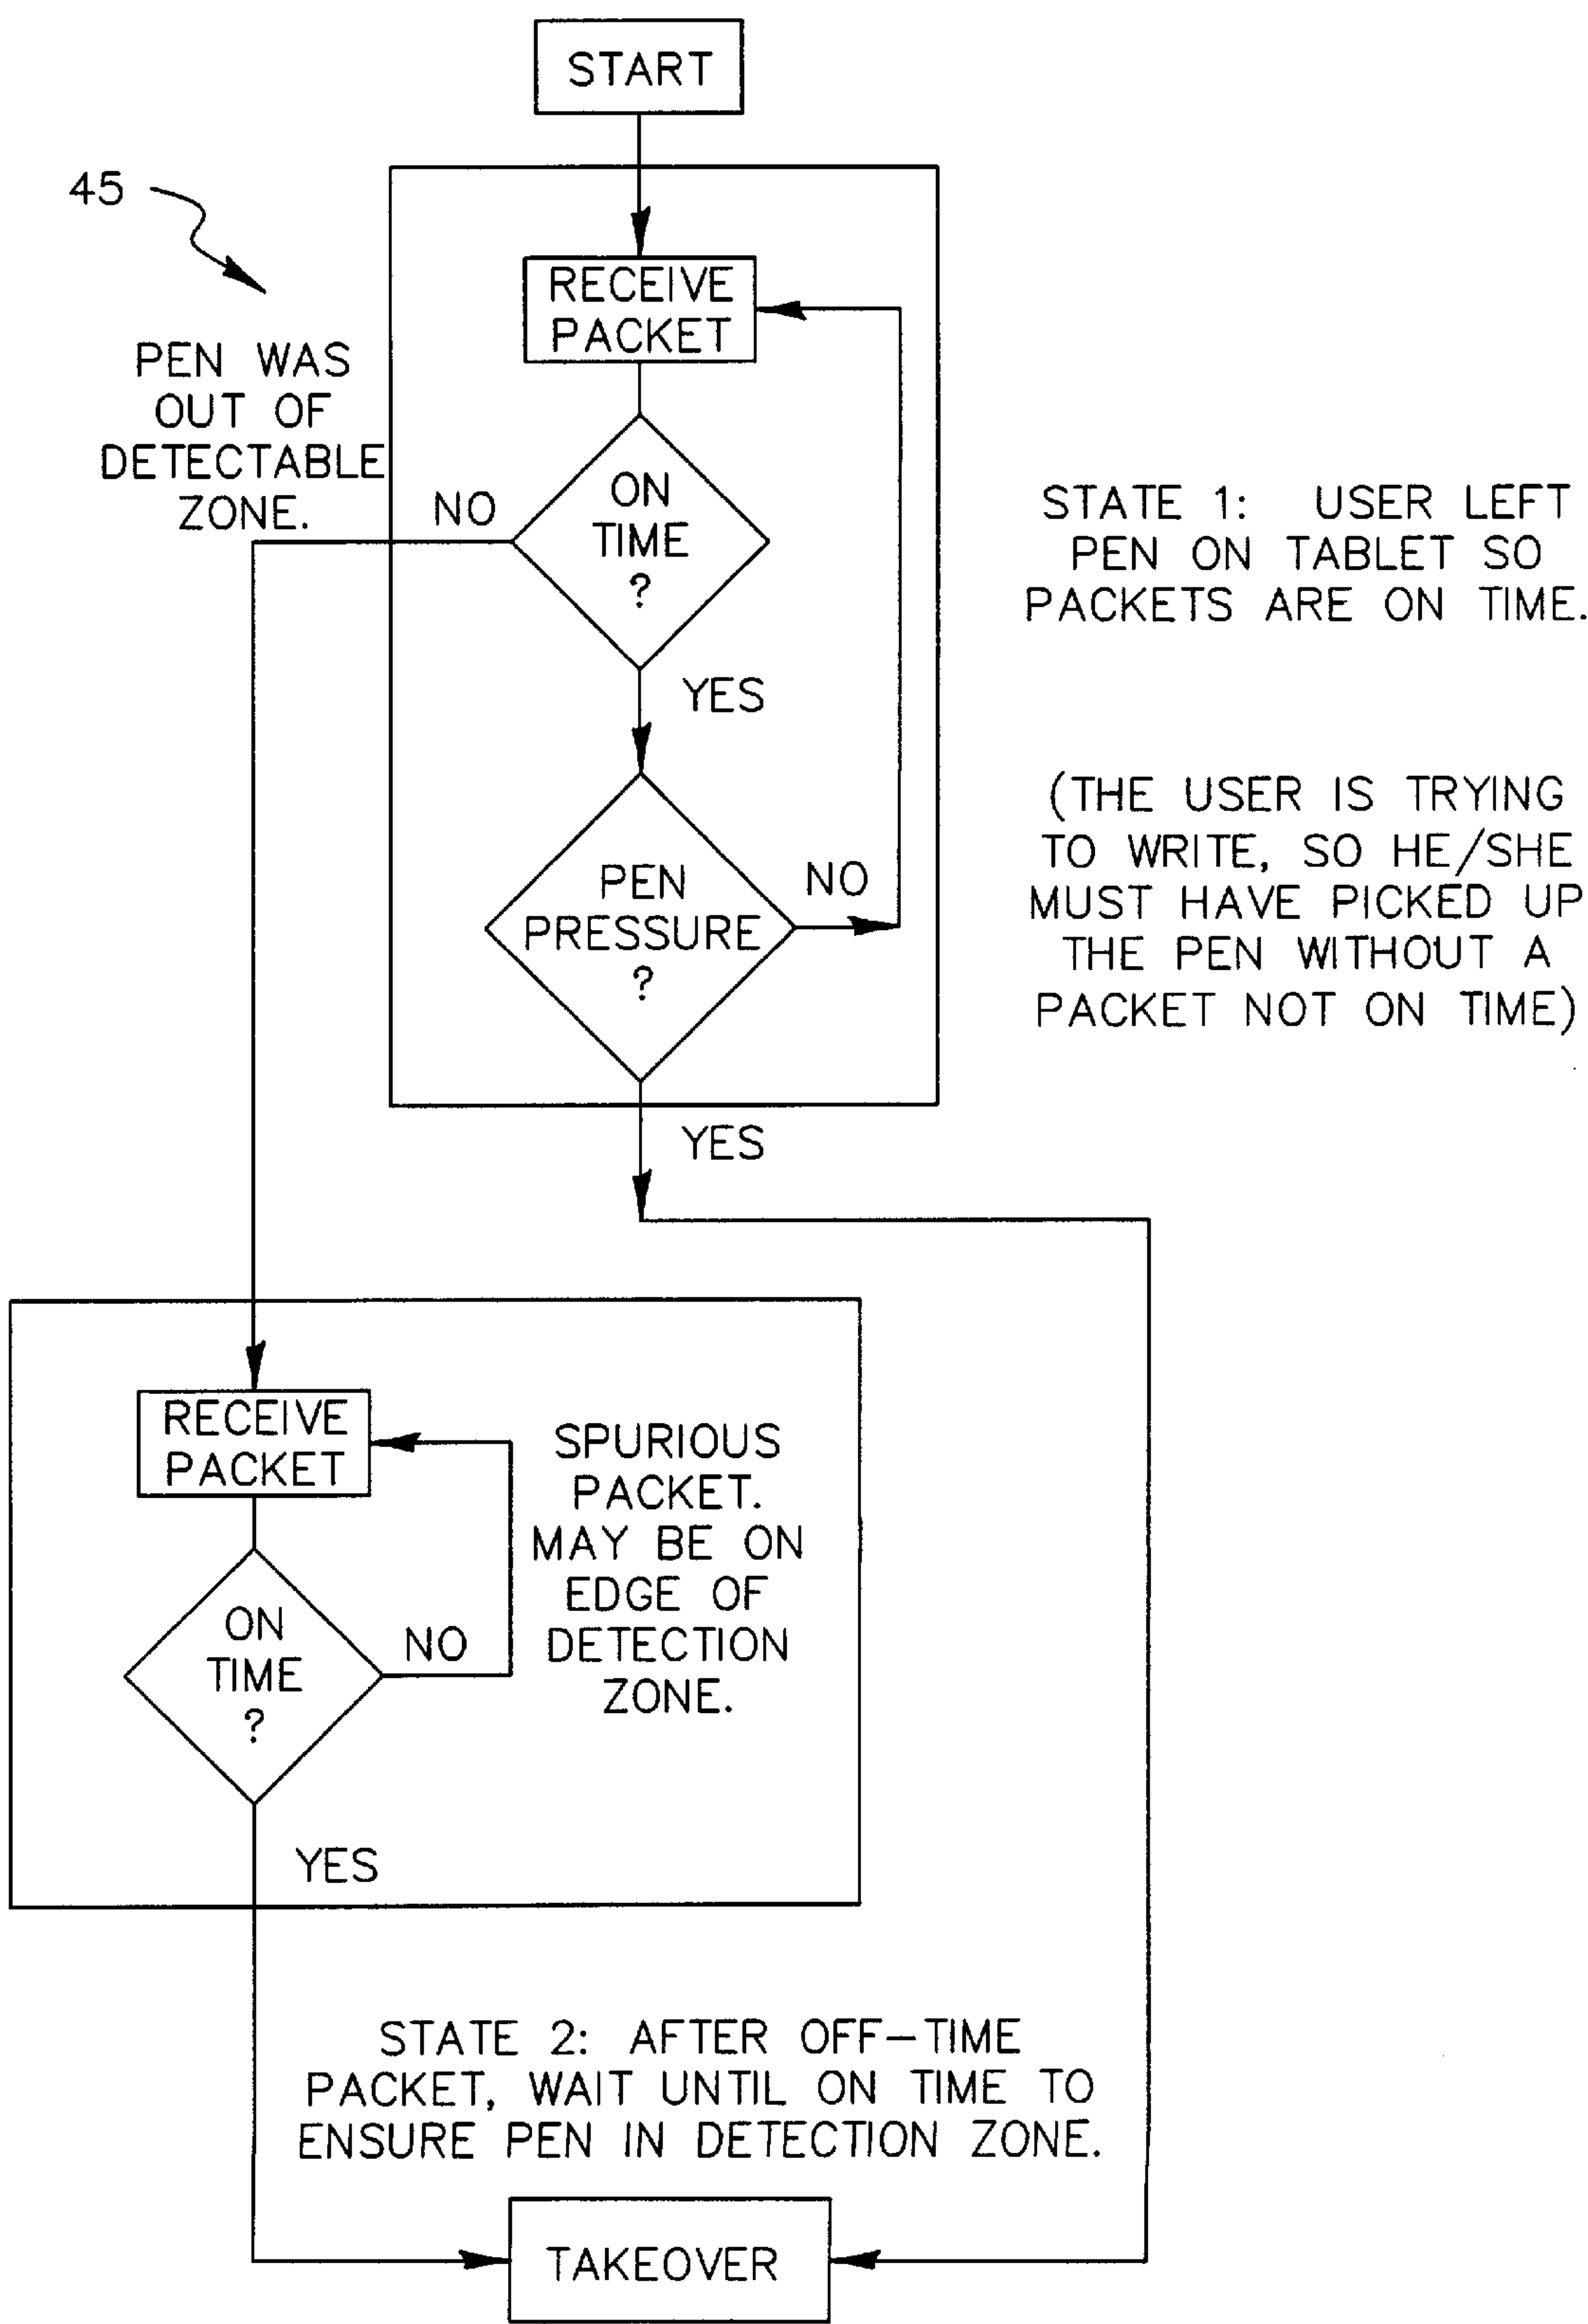 START
45
RECEIVE
PACKET
PEN WAS
OUT OF
DETECTABLE
ZONE.
NO
ON
TIME
?
STATE 1: USER LEFT
PEN ON TABLET SO
PACKETS ARE ON TIME.
YES
PEN
PRESSURE
?
NO
(THE USER IS TRYING
TO WRITE, SO HE/SHE
MUST HAVE PICKED UP
THE PEN WITHOUT A
PACKET NOT ON TIME)
YES
RECEIVE
PACKET
SPURIOUS
PACKET.
MAY BE ON
EDGE OF
DETECTION
ZONE.
ON
TIME
?
NO
YES
STATE 2: AFTER OFF-TIME
PACKET, WAIT UNTIL ON TIME TO
ENSURE PEN IN DETECTION ZONE.
TAKEOVER